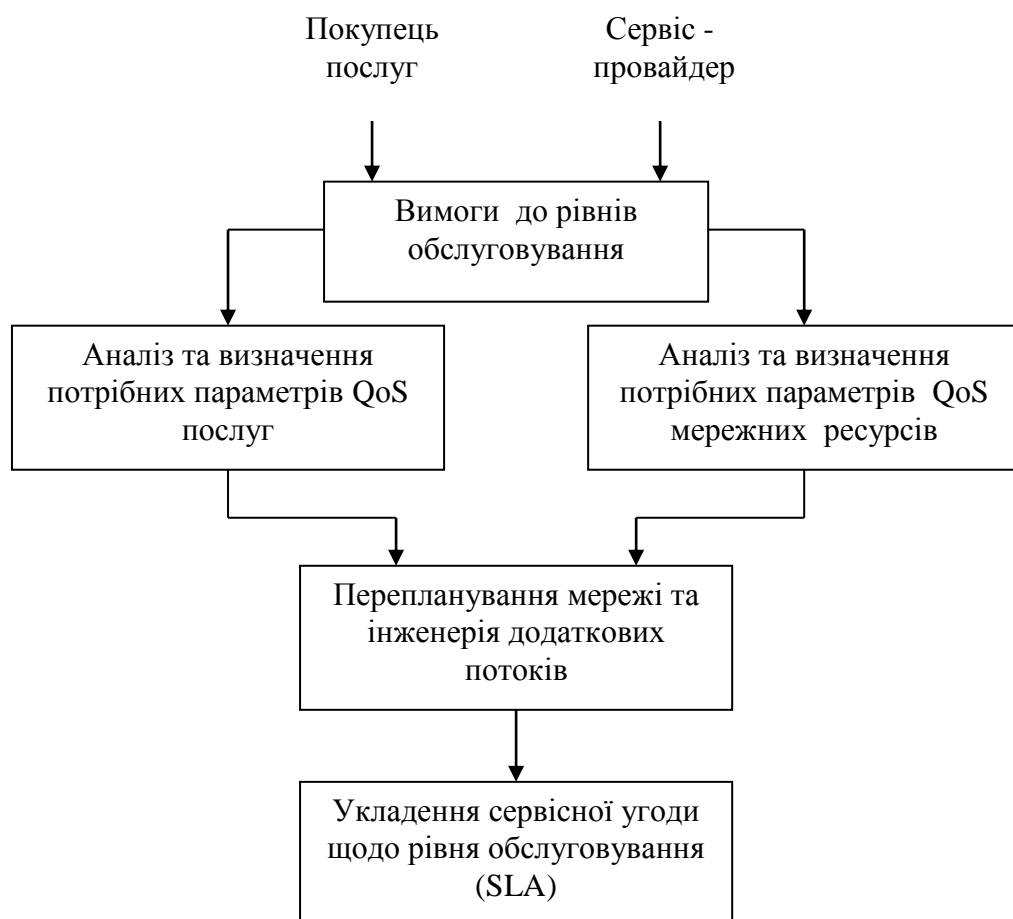 Покупець
послуг
Сервіс -
провайдер
Вимоги до рівнів
обслуговування
Аналіз та визначення
потрібних параметрів QoS
послуг
Аналіз та визначення
потрібних параметрів QoS
мережних ресурсів
Перепланування мережі та
інженерія додаткових
потоків
Укладення сервісної угоди
щодо рівня обслуговування
(SLA)